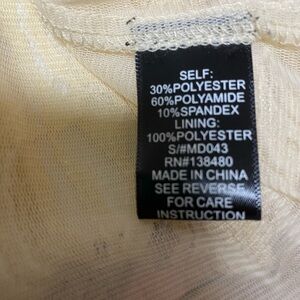 SELF:
30%POLYESTER
60%POLYAMIDE
10%SPANDEX
LINING:
100%POLYESTER
S/#MD043
RN#138480
MADE IN CHINA
SEE REVERSE
FOR CARE
INSTRUCTION